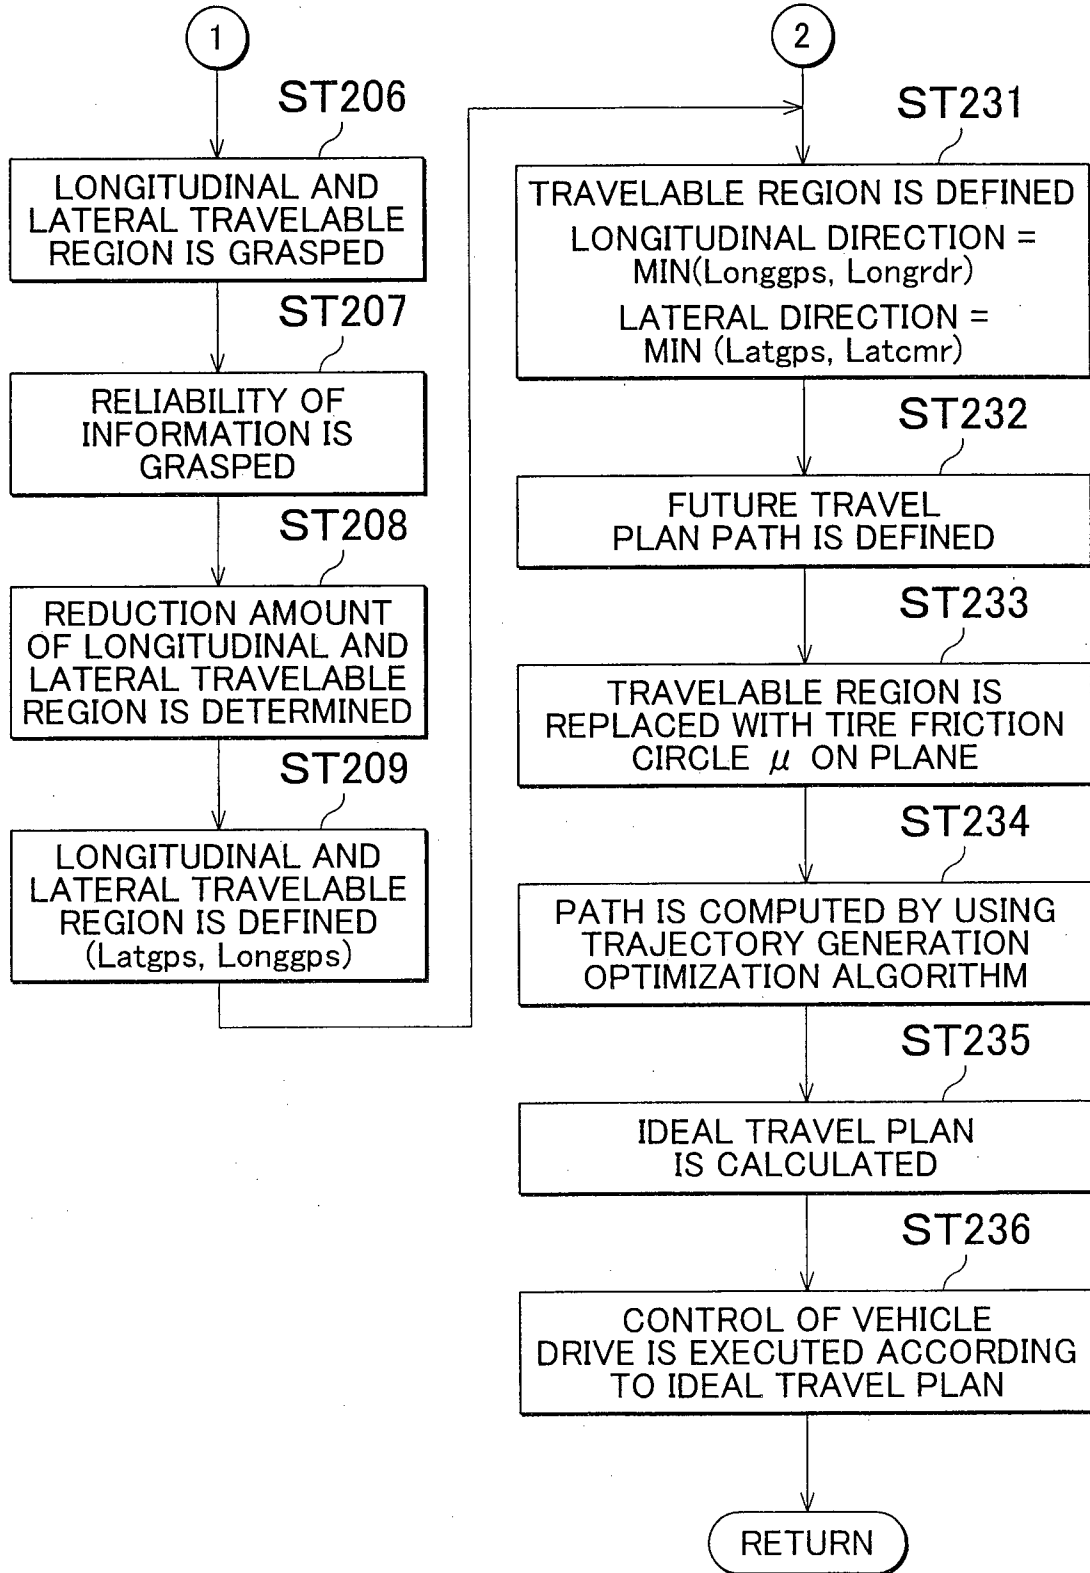 1
ST206
LONGITUDINAL AND
LATERAL TRAVELABLE
REGION IS GRASPED
ST207
RELIABILITY OF
INFORMATION IS
GRASPED
ST208
REDUCTION AMOUNT
OF LONGITUDINAL AND
LATERAL TRAVELABLE
REGION IS DETERMINED
ST209
LONGITUDINAL AND
LATERAL TRAVELABLE
REGION IS DEFINED
(Latgps, Longgps)
2
ST231
TRAVELABLE REGION IS DEFINED
LONGITUDINAL DIRECTION =
MIN(Longgps, Longrdr)
LATERAL DIRECTION =
MIN (Latgps, Latcmr)
ST232
FUTURE TRAVEL
PLAN PATH IS DEFINED
ST233
TRAVELABLE REGION IS
REPLACED WITH TIRE FRICTION
CIRCLE μ ON PLANE
ST234
PATH IS COMPUTED BY USING
TRAJECTORY GENERATION
OPTIMIZATION ALGORITHM
ST235
IDEAL TRAVEL PLAN
IS CALCULATED
ST236
CONTROL OF VEHICLE
DRIVE IS EXECUTED ACCORDING
TO IDEAL TRAVEL PLAN
RETURN